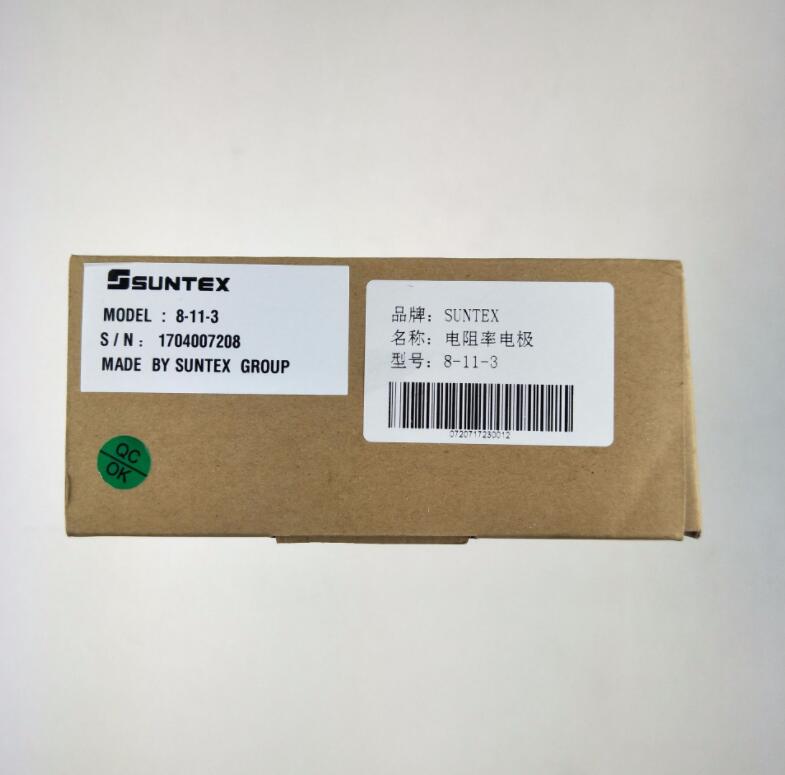 SUNTEX
MODEL : 8-11-3
S / N : 1704007208
MADE BY SUNTEX GROUP
品牌: SUNTEX
名称: 电阻率电极
型号: 8-11-3
0720717230012
QC
OK